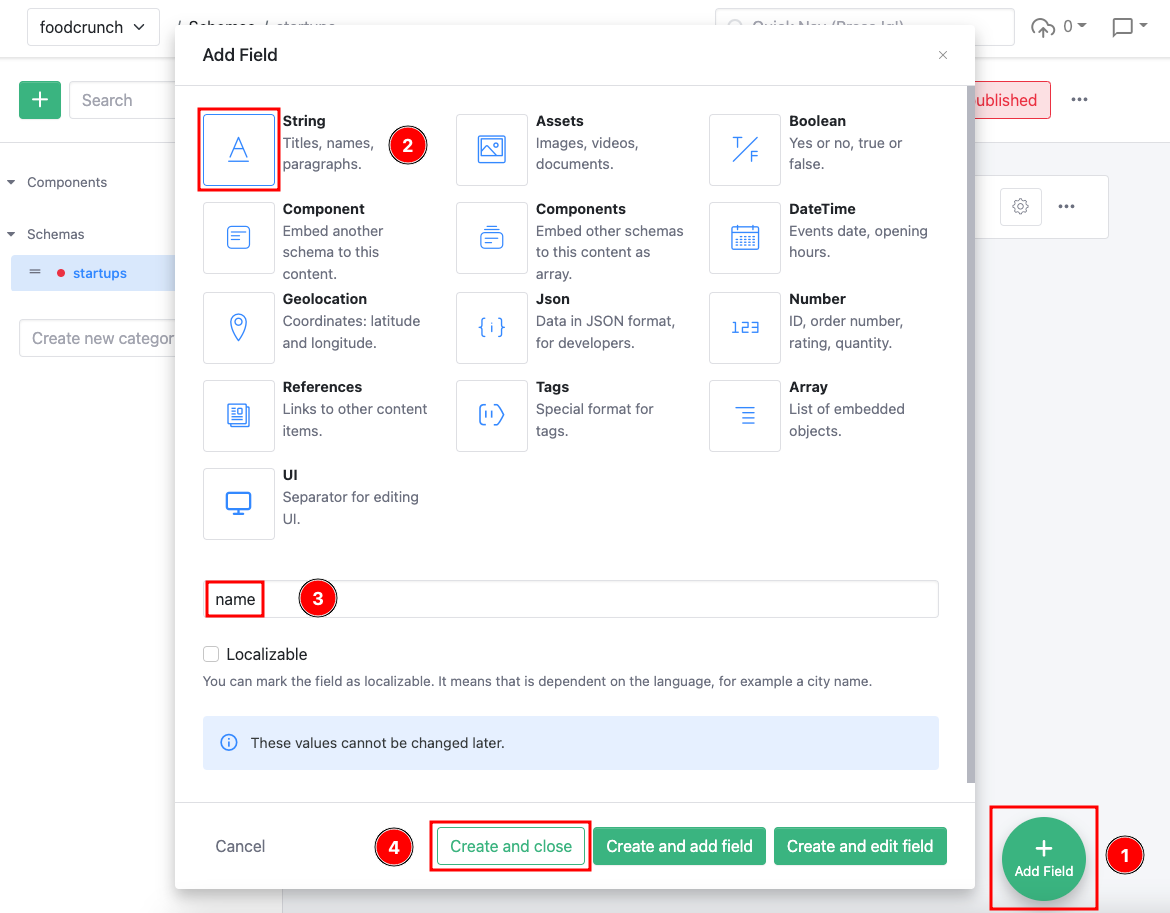 foodcrunch
/ Schemas / startups
Quick Nav (Press 'q')
0
Add Field
×
Search
ublished
Components
Schemas
startups
Create new categor
String
Titles, names,
paragraphs.
2
Assets
Images, videos,
documents.
Boolean
Yes or no, true or
false.
T/F
Component
Embed another
schema to this
content.
Components
Embed other schemas
to this content as
array.
DateTime
Events date, opening
hours.
Geolocation
Coordinates: latitude
and longitude.
{i}
Json
Data in JSON format,
for developers.
123
Number
ID, order number,
rating, quantity.
References
Links to other content
items.
Tags
Special format for
tags.
Array
List of embedded
objects.
UI
Separator for editing
UI.
name
3
Localizable
You can mark the field as localizable. It means that is dependent on the language, for example a city name.
These values cannot be changed later.
Cancel
4
Create and close
Create and add field
Create and edit field
+
Add Field
1